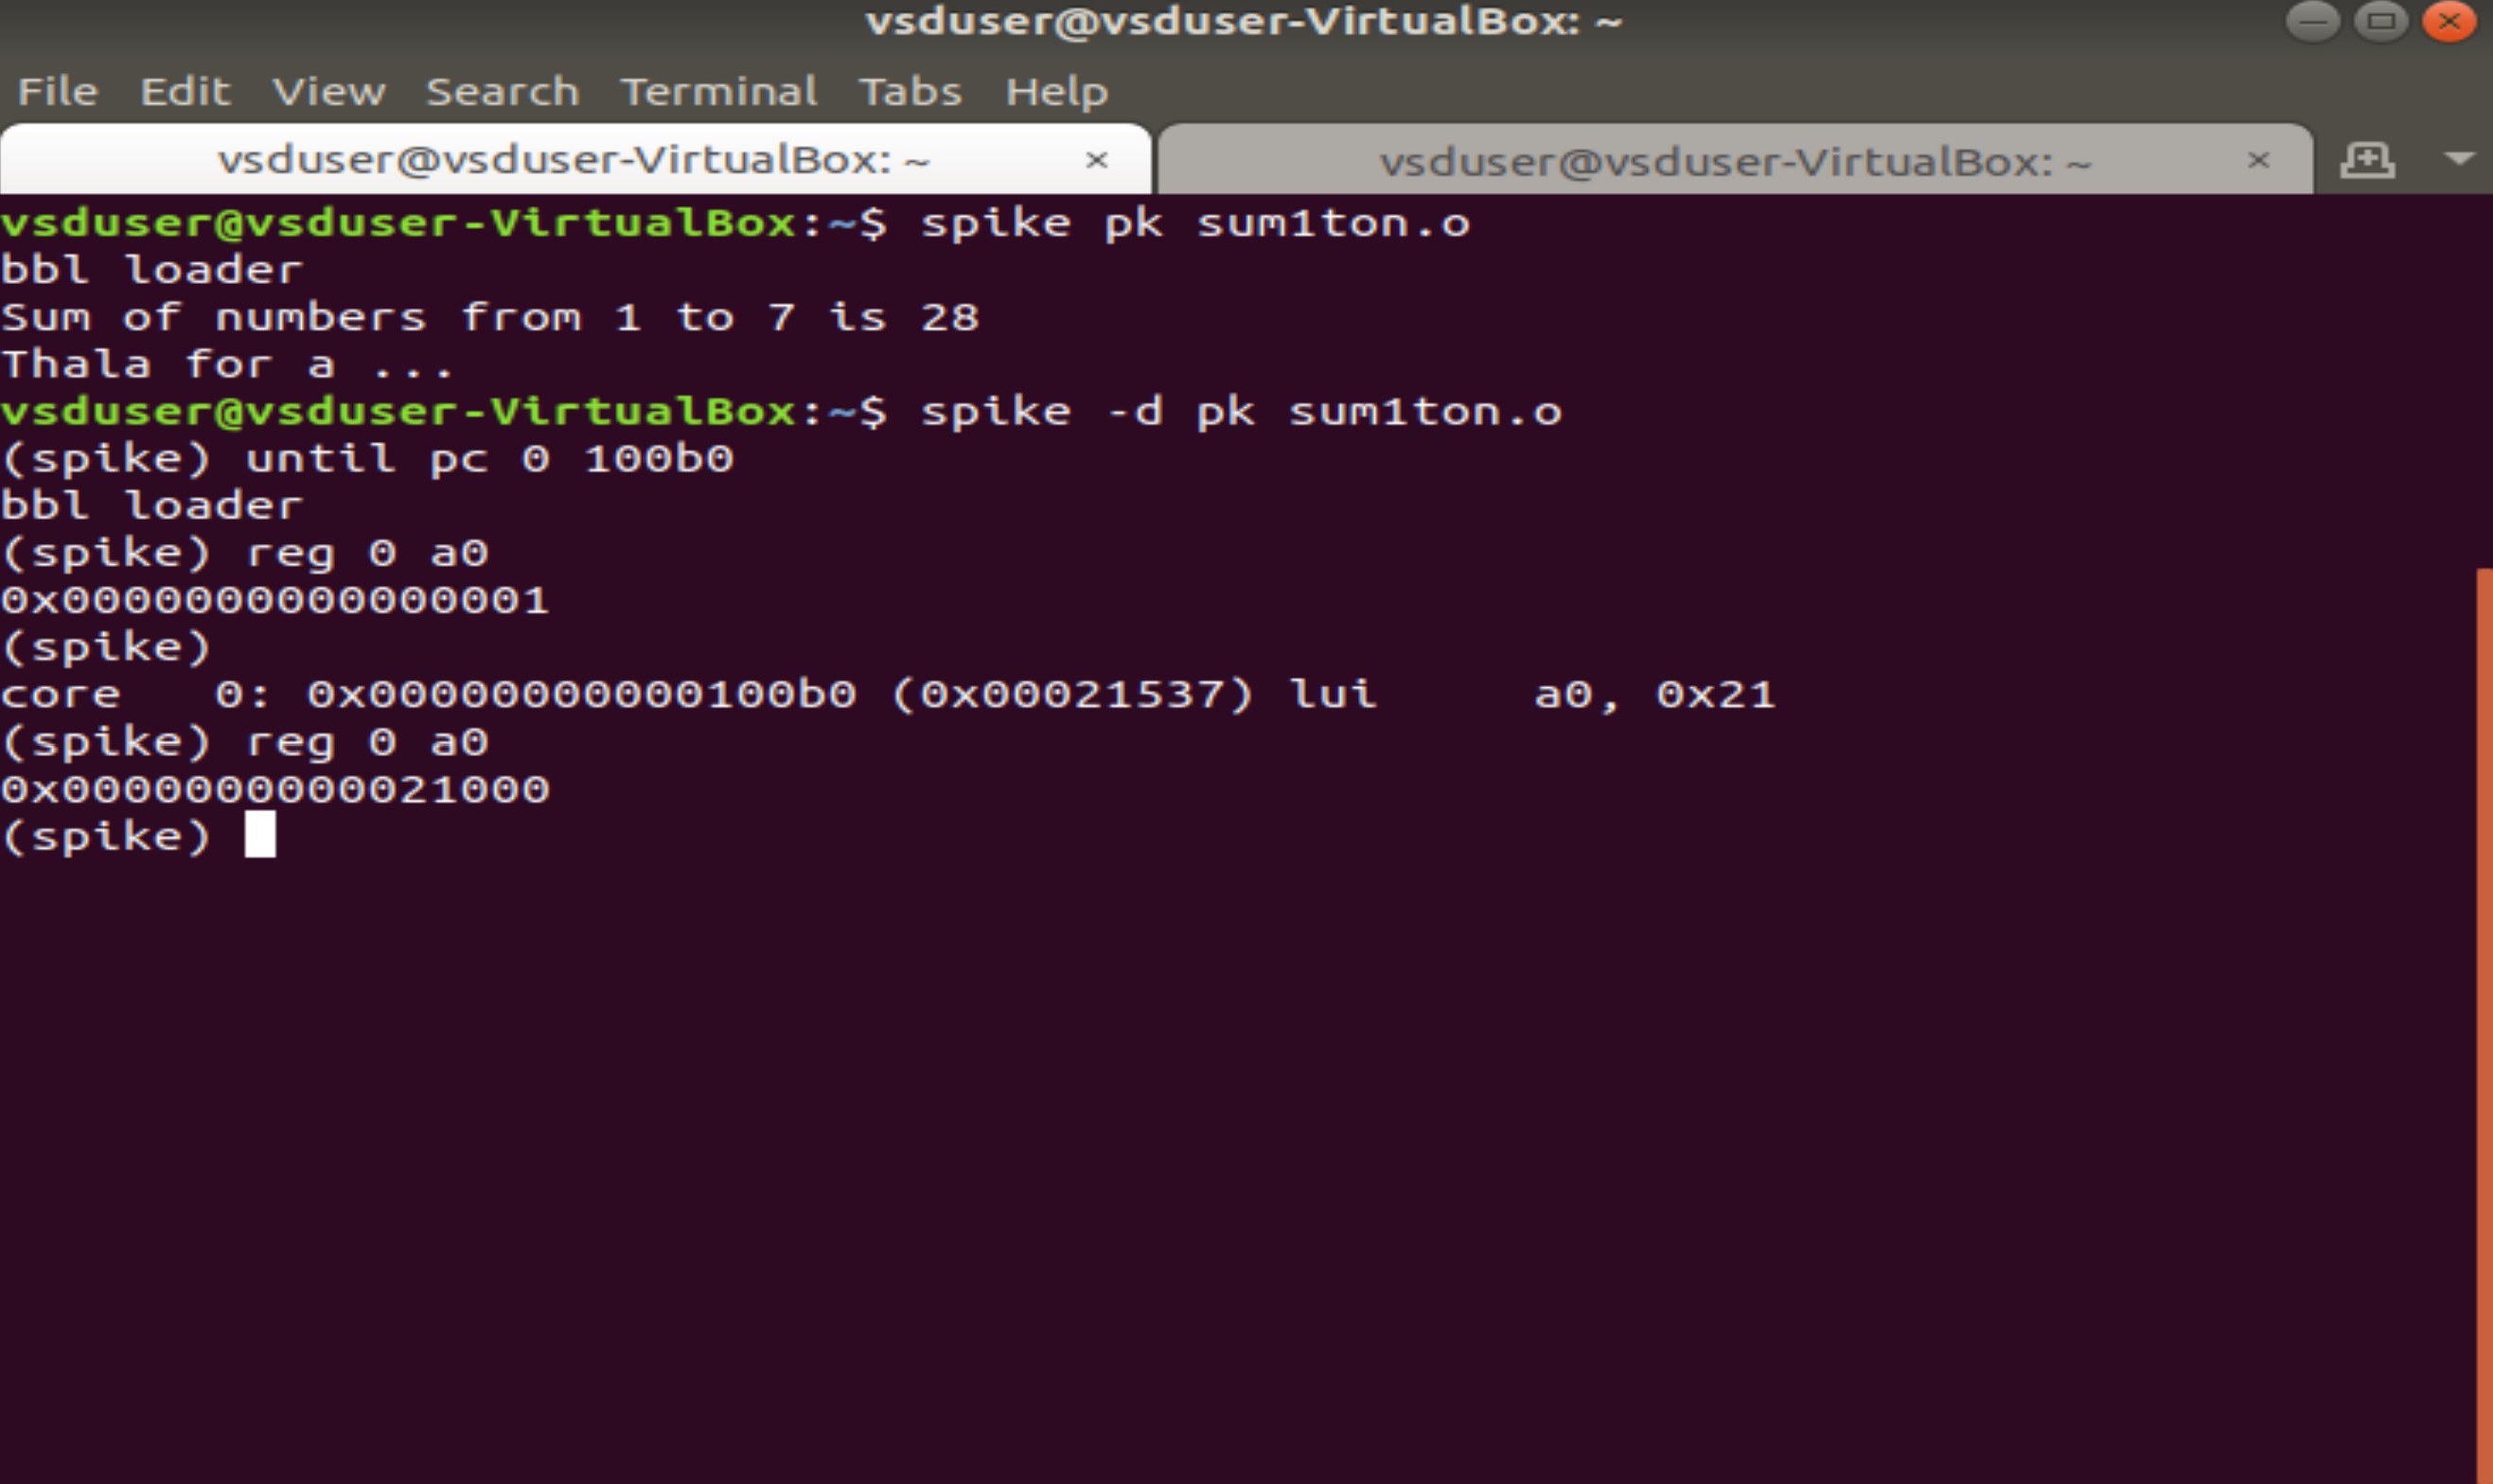 vsduser@vsduser-VirtualBox: ~
File Edit View Search Terminal Tabs Help
vsduser@vsduser-VirtualBox: ~ × vsduser@vsduser-VirtualBox: ~ ×
vsduser@vsduser-VirtualBox:~$ spike pk sum1ton.o
bbl loader
Sum of numbers from 1 to 7 is 28
Thala for a ...
vsduser@vsduser-VirtualBox:~$ spike -d pk sum1ton.o
(spike) until pc 0 100b0
bbl loader
(spike) reg 0 a0
0x0000000000000001
(spike)
core   0: 0x00000000000100b0 (0x00021537) lui     a0, 0x21
(spike) reg 0 a0
0x0000000000021000
(spike)